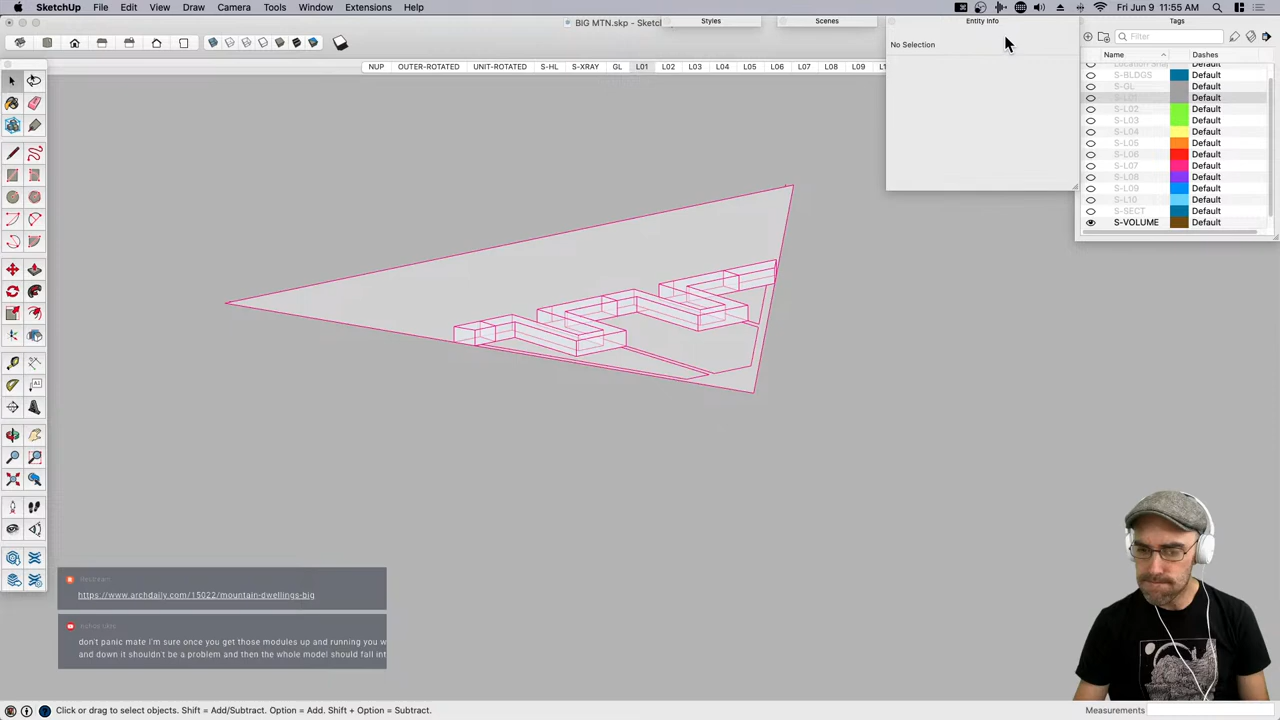 SketchUp File Edit View Draw Camera Tools Window Extensions Help
Fri Jun 9 11:55 AM
BIG MTN.skp - Sketcl
Styles
Scenes
Entity Info
Tags
No Selection
Filter
Name
Dashes
NUP OUTER-ROTATED UNIT-ROTATED S-HL S-XRAY GL L01 L02 L03 L04 L05 L06 L07 L08 L09
Default
S-BLDGS Default
S-GL Default
S-L01 Default
S-L02 Default
S-L03 Default
S-L04 Default
S-L05 Default
S-L06 Default
S-L07 Default
S-L08 Default
S-L09 Default
S-L10 Default
S-SECT Default
S-VOLUME Default
https://www.archdaily.com/15022/mountain-dwellings-big
don't panic mate i'm sure once you get those modules up and running you w
and down it shouldn't be a problem and then the whole model should fall int
Click or drag to select objects. Shift = Add/Subtract. Option = Add. Shift + Option = Subtract.
Measurements